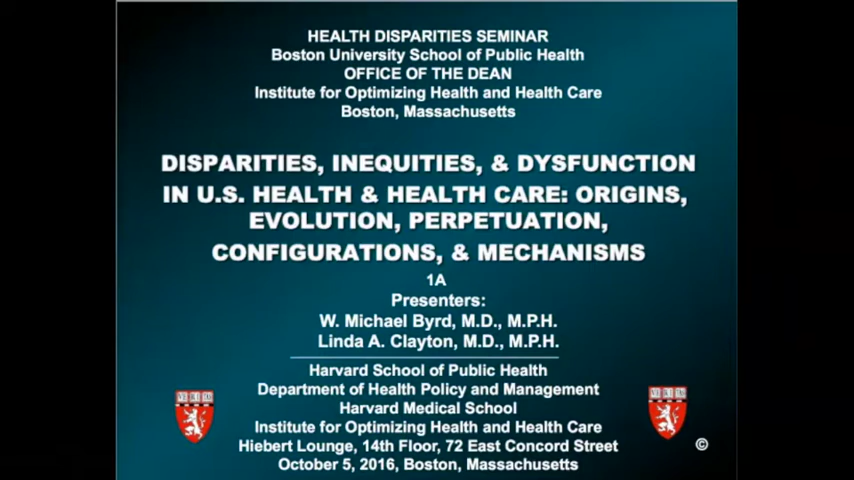 HEALTH DISPARITIES SEMINAR
Boston University School of Public Health
OFFICE OF THE DEAN
Institute for Optimizing Health and Health Care
Boston, Massachusetts
DISPARITIES, INEQUITIES, & DYSFUNCTION
IN U.S. HEALTH & HEALTH CARE: ORIGINS,
EVOLUTION, PERPETUATION,
CONFIGURATIONS, & MECHANISMS
1A
Presenters:
W. Michael Byrd, M.D., M.P.H.
Linda A. Clayton, M.D., M.P.H.
Harvard School of Public Health
Department of Health Policy and Management
Harvard Medical School
Institute for Optimizing Health and Health Care
Hiebert Lounge, 14th Floor, 72 East Concord Street
October 5, 2016, Boston, Massachusetts
©